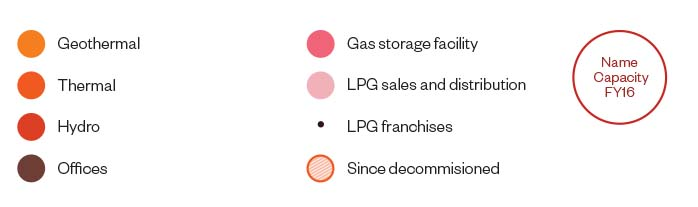 Geothermal
Thermal
Hydro
Offices
Gas storage facility
LPG sales and distribution
LPG franchises
Since decommisioned
Name
Capacity
FY16